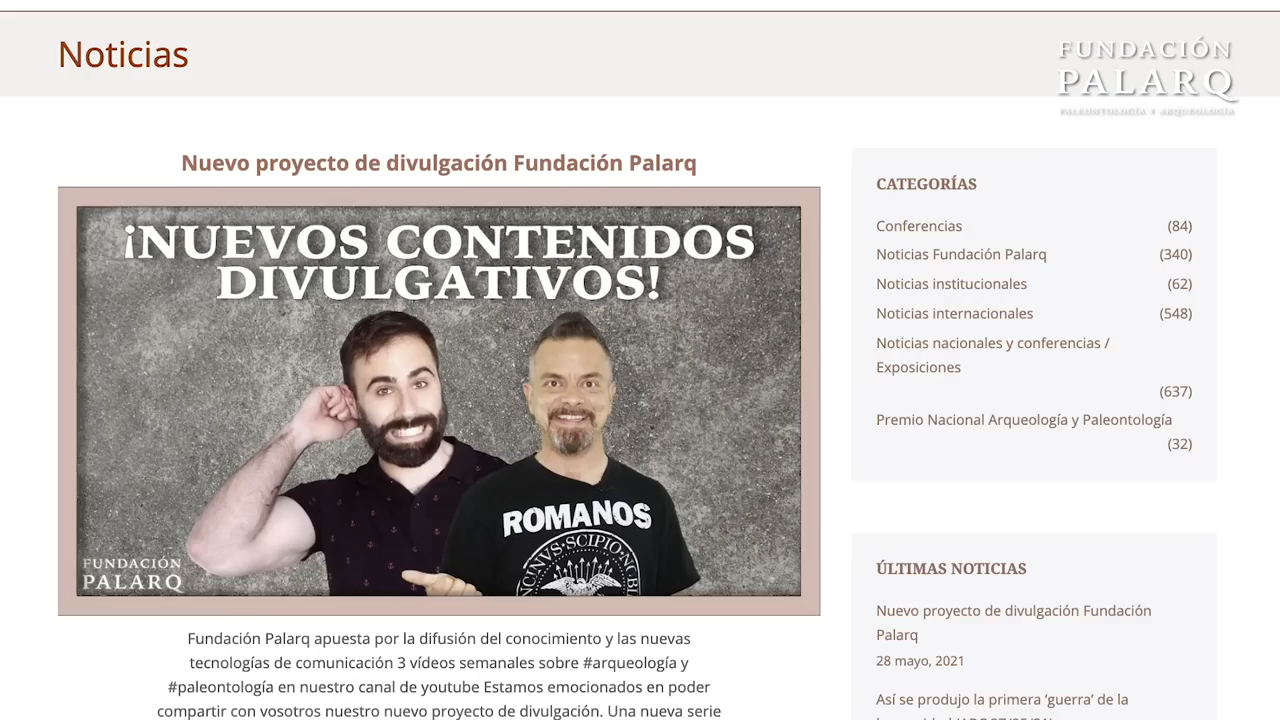 Noticias
FUNDACIÓN
PALARQ
PALEONTOLOGÍA Y ARQUEOLOGÍA
Nuevo proyecto de divulgación Fundación Palarq
¡NUEVOS CONTENIDOS
DIVULGATIVOS!
ROMANOS
SCIPIO
FUNDACIÓN
PALARQ
Fundación Palarq apuesta por la difusión del conocimiento y las nuevas
tecnologías de comunicación 3 vídeos semanales sobre #arqueología y
#paleontología en nuestro canal de youtube Estamos emocionados en poder
compartir con vosotros nuestro nuevo proyecto de divulgación. Una nueva serie
CATEGORÍAS
Conferencias (84)
Noticias Fundación Palarq (340)
Noticias institucionales (62)
Noticias internacionales (548)
Noticias nacionales y conferencias /
Exposiciones
(637)
Premio Nacional Arqueología y Paleontología
(32)
ÚLTIMAS NOTICIAS
Nuevo proyecto de divulgación Fundación
Palarq
28 mayo, 2021
Así se produjo la primera ‘guerra’ de la